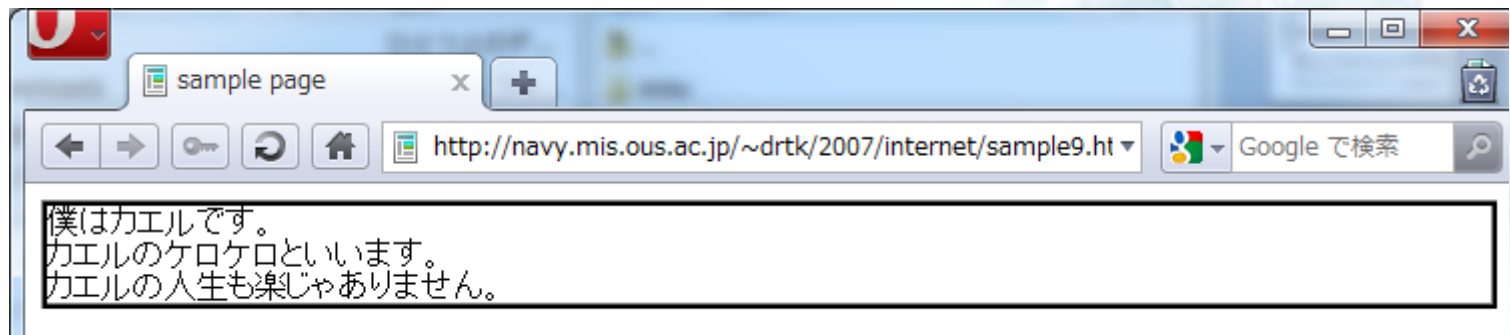 sample page
http://navy.mis.ous.ac.jp/~drtk/2007/internet/sample9.ht
Google で検索
僕はカエルです。
カエルのケロケロといいます。
カエルの人生も楽じゃありません。